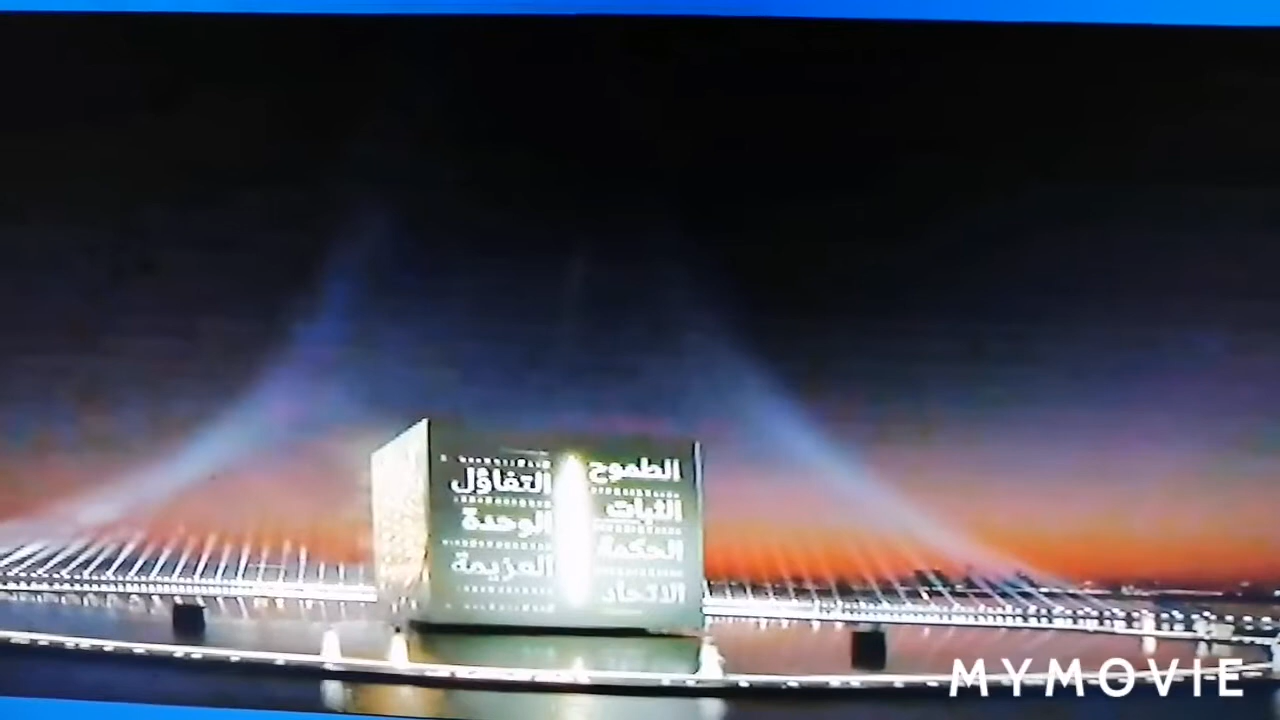 الطموح
الثبات
الحكمة
الاتحاد
التفاؤل
الوحدة
العزيمة
MYMOVIE